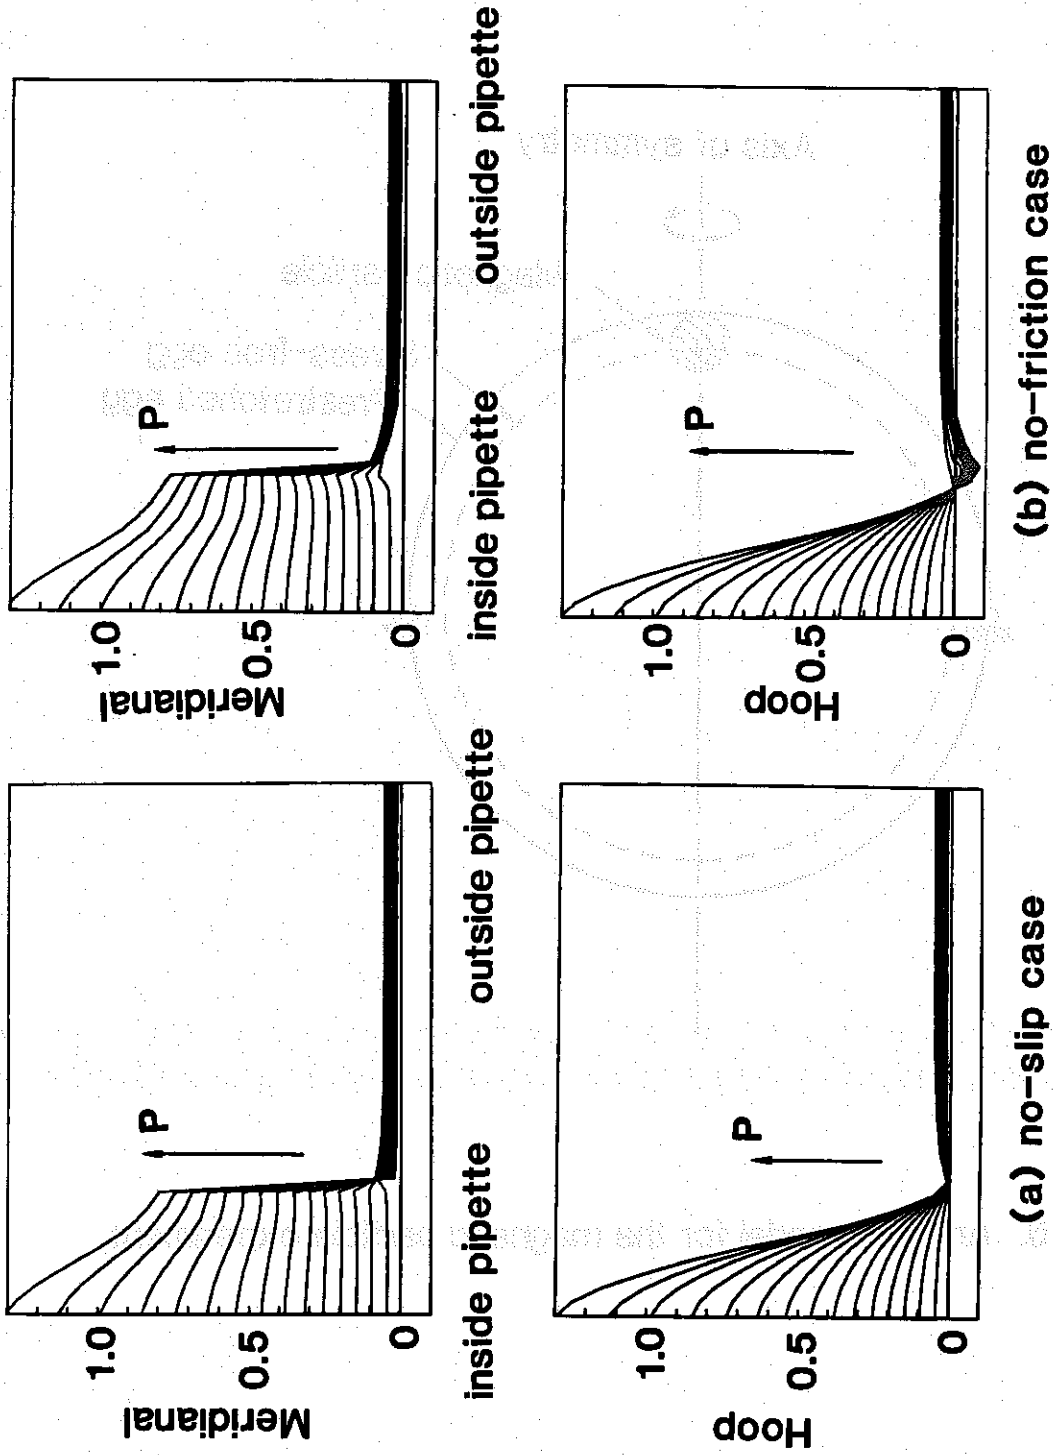 Meridianal
1.0
0.5
0
P
inside pipette
outside pipette
Meridianal
1.0
0.5
0
P
inside pipette
outside pipette
Hoop
1.0
0.5
0
P
(a) no-slip case
Hoop
1.0
0.5
0
P
(b) no-friction case